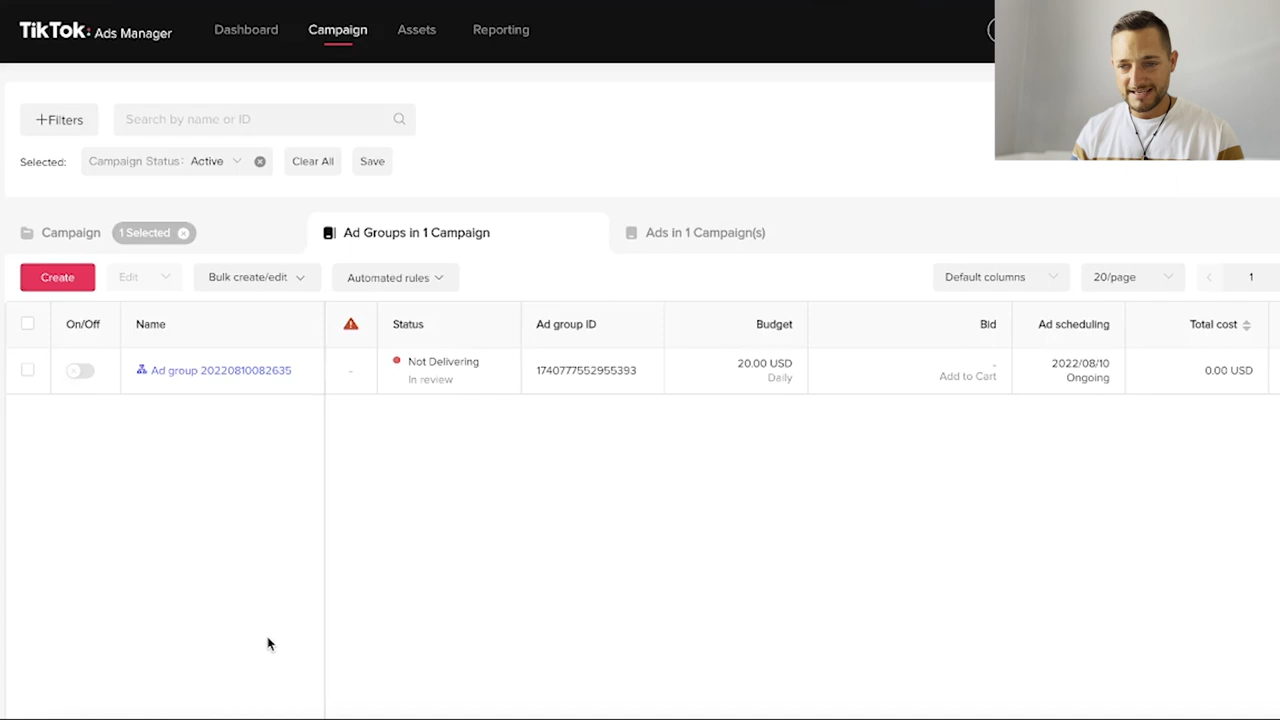 TikTok: Ads Manager
Dashboard
Campaign
Assets
Reporting
+Filters
Search by name or ID
Selected:
Campaign Status: Active
Clear All
Save
Campaign
1 Selected
Ad Groups in 1 Campaign
Ads in 1 Campaign(s)
Create
Edit
Bulk create/edit
Automated rules
Default columns
20/page
1
On/Off
Name
Status
Ad group ID
Budget
Bid
Ad scheduling
Total cost
Ad group 20220810082635
-
Not Delivering
In review
1740777552955393
20.00 USD
Daily
-
Add to Cart
2022/08/10
Ongoing
0.00 USD